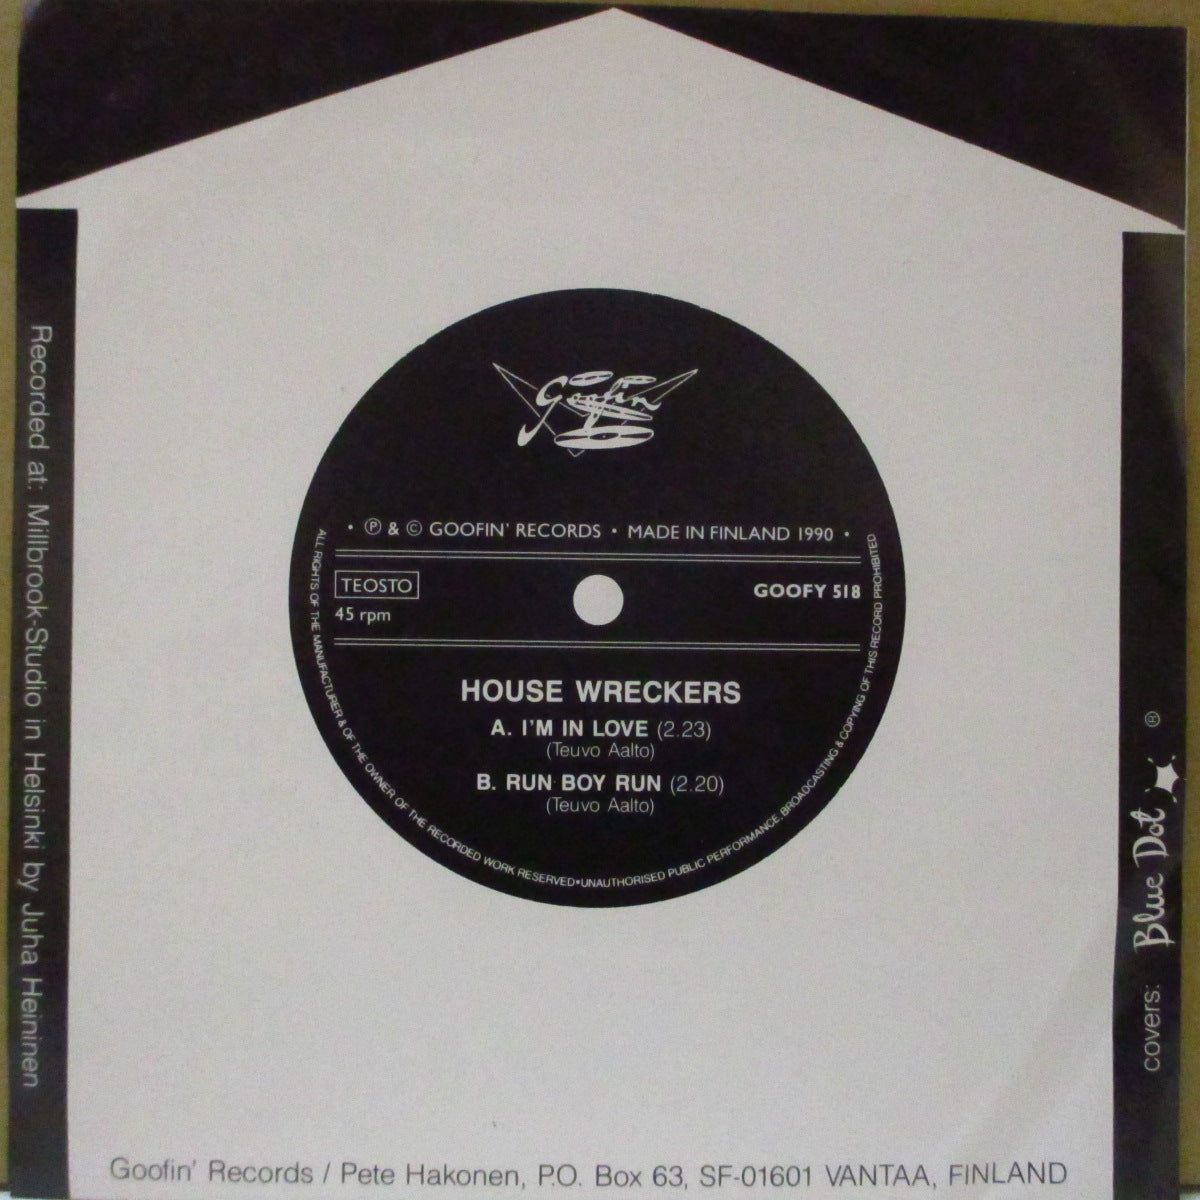 Goofin
• ℗ & © GOOFIN' RECORDS • MADE IN FINLAND 1990 •
TEOSTO
GOOFY 518
45 rpm
HOUSE WRECKERS
A. I'M IN LOVE (2.23)
(Teuvo Aalto)
B. RUN BOY RUN (2.20)
(Teuvo Aalto)
ALL RIGHTS OF THE MANUFACTURER & OF THE OWNER OF THE RECORDED WORK RESERVED•UNAUTHORISED PUBLIC PERFORMANCE, BROADCASTING & COPYING OF THIS RECORD PROHIBITED
Recorded at: Millbrook-Studio in Helsinki by Juha Heininen
covers: Blue Dot
Goofin' Records / Pete Hakonen, P.O. Box 63, SF-01601 VANTAA, FINLAND